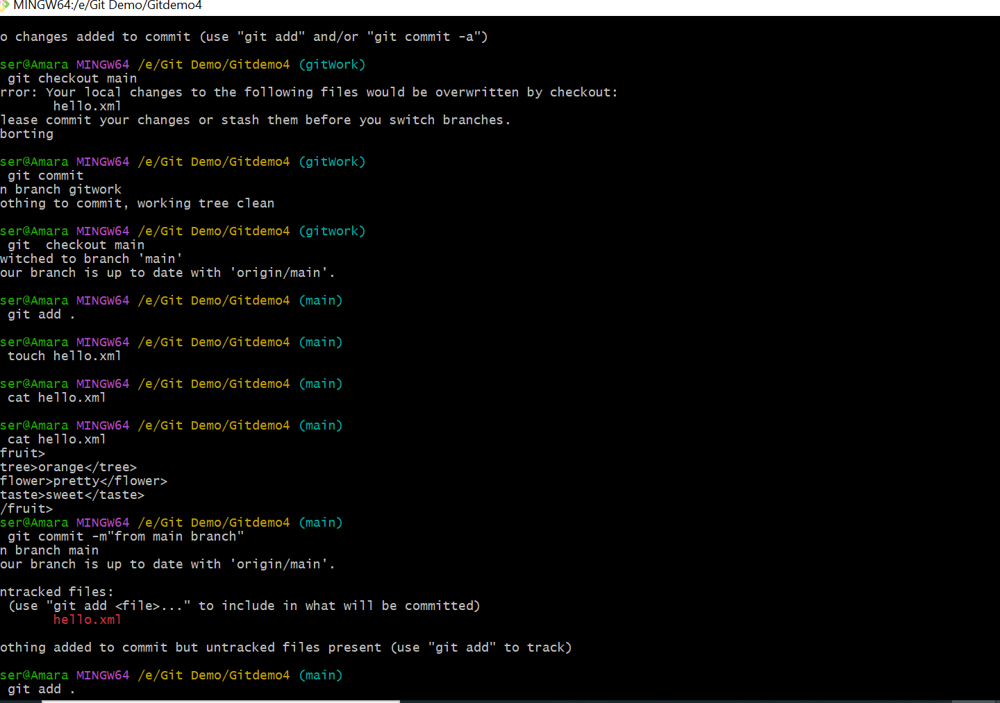 MINGW64:/e/Git Demo/Gitdemo4
o changes added to commit (use "git add" and/or "git commit -a")
ser@Amara MINGW64 /e/Git Demo/Gitdemo4 (gitWork)
git checkout main
rror: Your local changes to the following files would be overwritten by checkout:
hello.xml
lease commit your changes or stash them before you switch branches.
borting
ser@Amara MINGW64 /e/Git Demo/Gitdemo4 (gitWork)
git commit
n branch gitwork
othing to commit, working tree clean
ser@Amara MINGW64 /e/Git Demo/Gitdemo4 (gitwork)
git  checkout main
witched to branch 'main'
our branch is up to date with 'origin/main'.
ser@Amara MINGW64 /e/Git Demo/Gitdemo4 (main)
git add .
ser@Amara MINGW64 /e/Git Demo/Gitdemo4 (main)
touch hello.xml
ser@Amara MINGW64 /e/Git Demo/Gitdemo4 (main)
cat hello.xml
ser@Amara MINGW64 /e/Git Demo/Gitdemo4 (main)
cat hello.xml
fruit>
tree>orange</tree>
flower>pretty</flower>
taste>sweet</taste>
/fruit>
ser@Amara MINGW64 /e/Git Demo/Gitdemo4 (main)
git commit -m"from main branch"
n branch main
our branch is up to date with 'origin/main'.
ntracked files:
(use "git add <file>..." to include in what will be committed)
hello.xml
othing added to commit but untracked files present (use "git add" to track)
ser@Amara MINGW64 /e/Git Demo/Gitdemo4 (main)
git add .